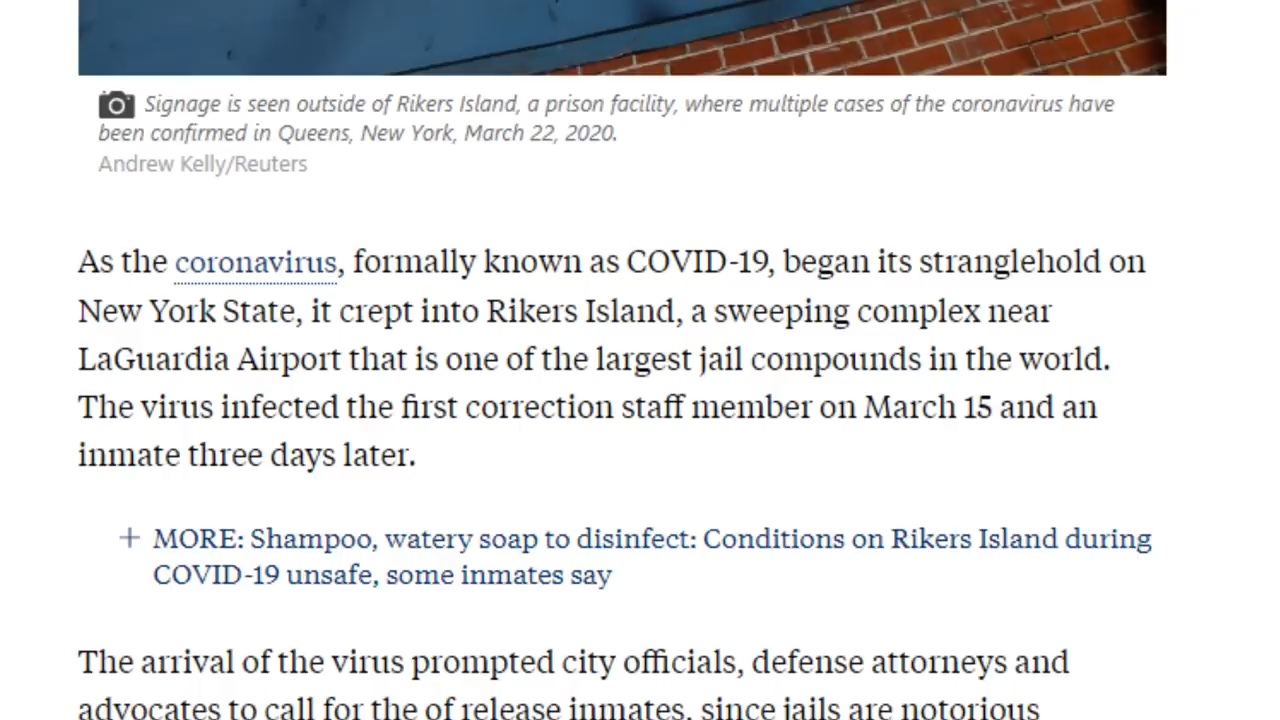 Signage is seen outside of Rikers Island, a prison facility, where multiple cases of the coronavirus have
been confirmed in Queens, New York, March 22, 2020.
Andrew Kelly/Reuters
As the coronavirus, formally known as COVID-19, began its stranglehold on
New York State, it crept into Rikers Island, a sweeping complex near
LaGuardia Airport that is one of the largest jail compounds in the world.
The virus infected the first correction staff member on March 15 and an
inmate three days later.
+ MORE: Shampoo, watery soap to disinfect: Conditions on Rikers Island during
COVID-19 unsafe, some inmates say
The arrival of the virus prompted city officials, defense attorneys and
advocates to call for the of release inmates, since jails are notorious